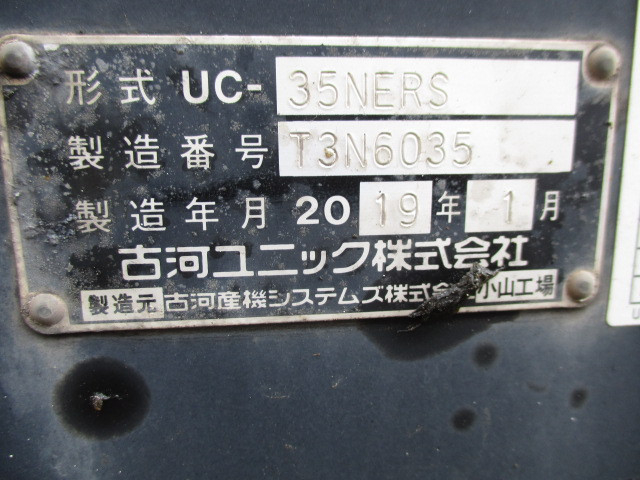 形式 UC- 35NERS
製造番号 T3N6035
製造年月 2019年 1月
古河ユニック株式会社
製造元 古河産機システムズ株式会 小山工場